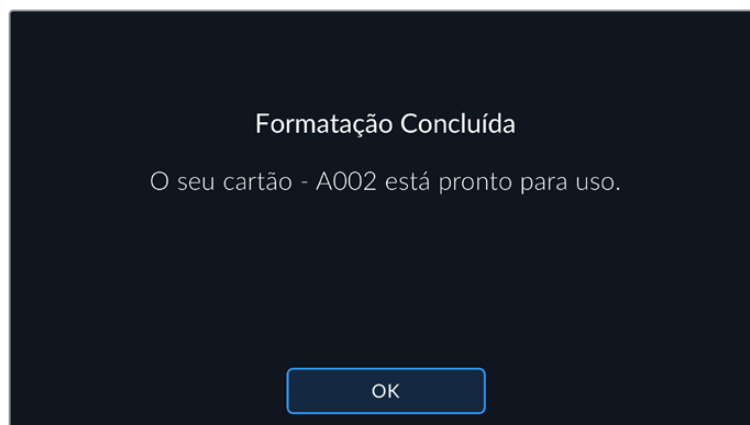 Formatação Concluída
O seu cartão - A002 está pronto para uso.
OK